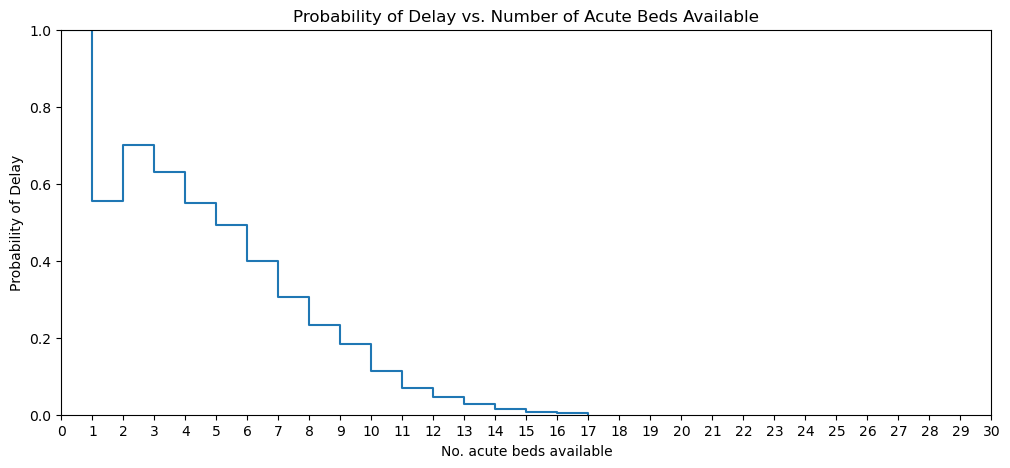 Probability of Delay vs. Number of Acute Beds Available
1.0
0.8
0.6
0.4
0.2
0.0
Probability of Delay
0 1 2 3 4 5 6 7 8 9 10 11 12 13 14 15 16 17 18 19 20 21 22 23 24 25 26 27 28 29 30
No. acute beds available